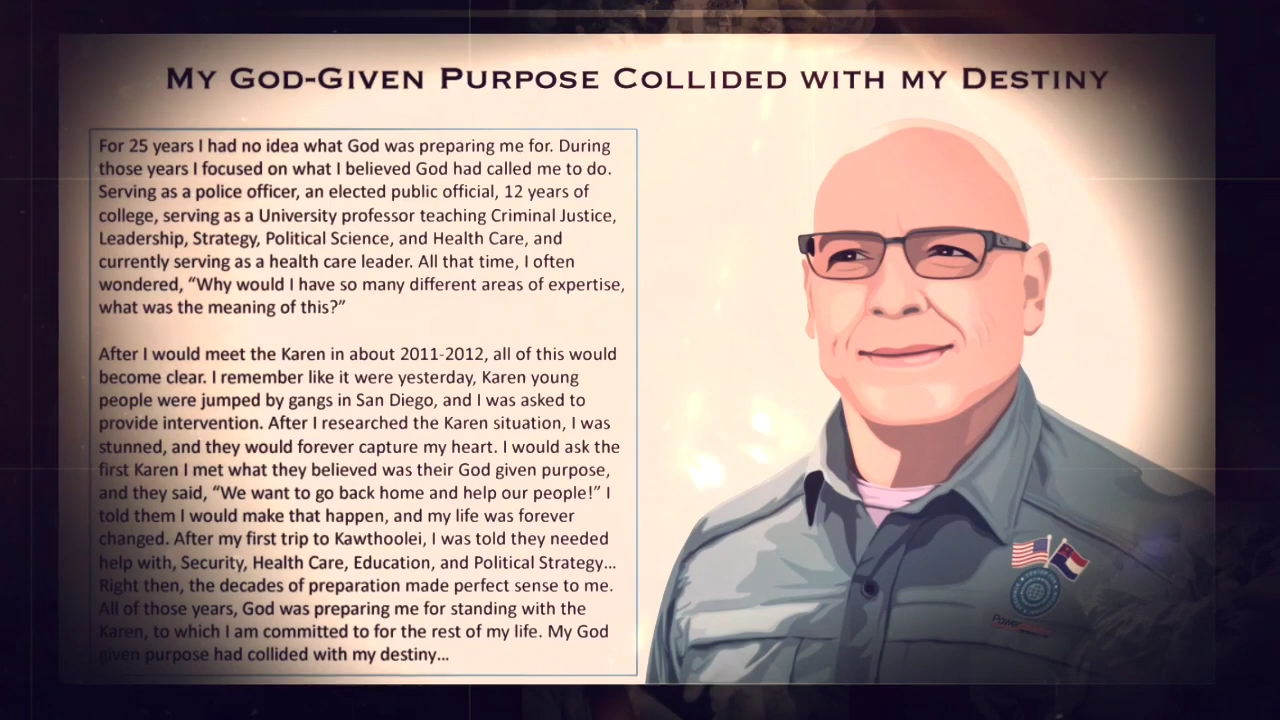 MY GOD-GIVEN PURPOSE COLLIDED WITH MY DESTINY
For 25 years I had no idea what God was preparing me for. During
those years I focused on what I believed God had called me to do.
Serving as a police officer, an elected public official, 12 years of
college, serving as a University professor teaching Criminal Justice,
Leadership, Strategy, Political Science, and Health Care, and
currently serving as a health care leader. All that time, I often
wondered, “Why would I have so many different areas of expertise,
what was the meaning of this?”
After I would meet the Karen in about 2011-2012, all of this would
become clear. I remember like it were yesterday, Karen young
people were jumped by gangs in San Diego, and I was asked to
provide intervention. After I researched the Karen situation, I was
stunned, and they would forever capture my heart. I would ask the
first Karen I met what they believed was their God given purpose,
and they said, “We want to go back home and help our people!” I
told them I would make that happen, and my life was forever
changed. After my first trip to Kawthoolei, I was told they needed
help with, Security, Health Care, Education, and Political Strategy…
Right then, the decades of preparation made perfect sense to me.
All of those years, God was preparing me for standing with the
Karen, to which I am committed to for the rest of my life. My God
given purpose had collided with my destiny…